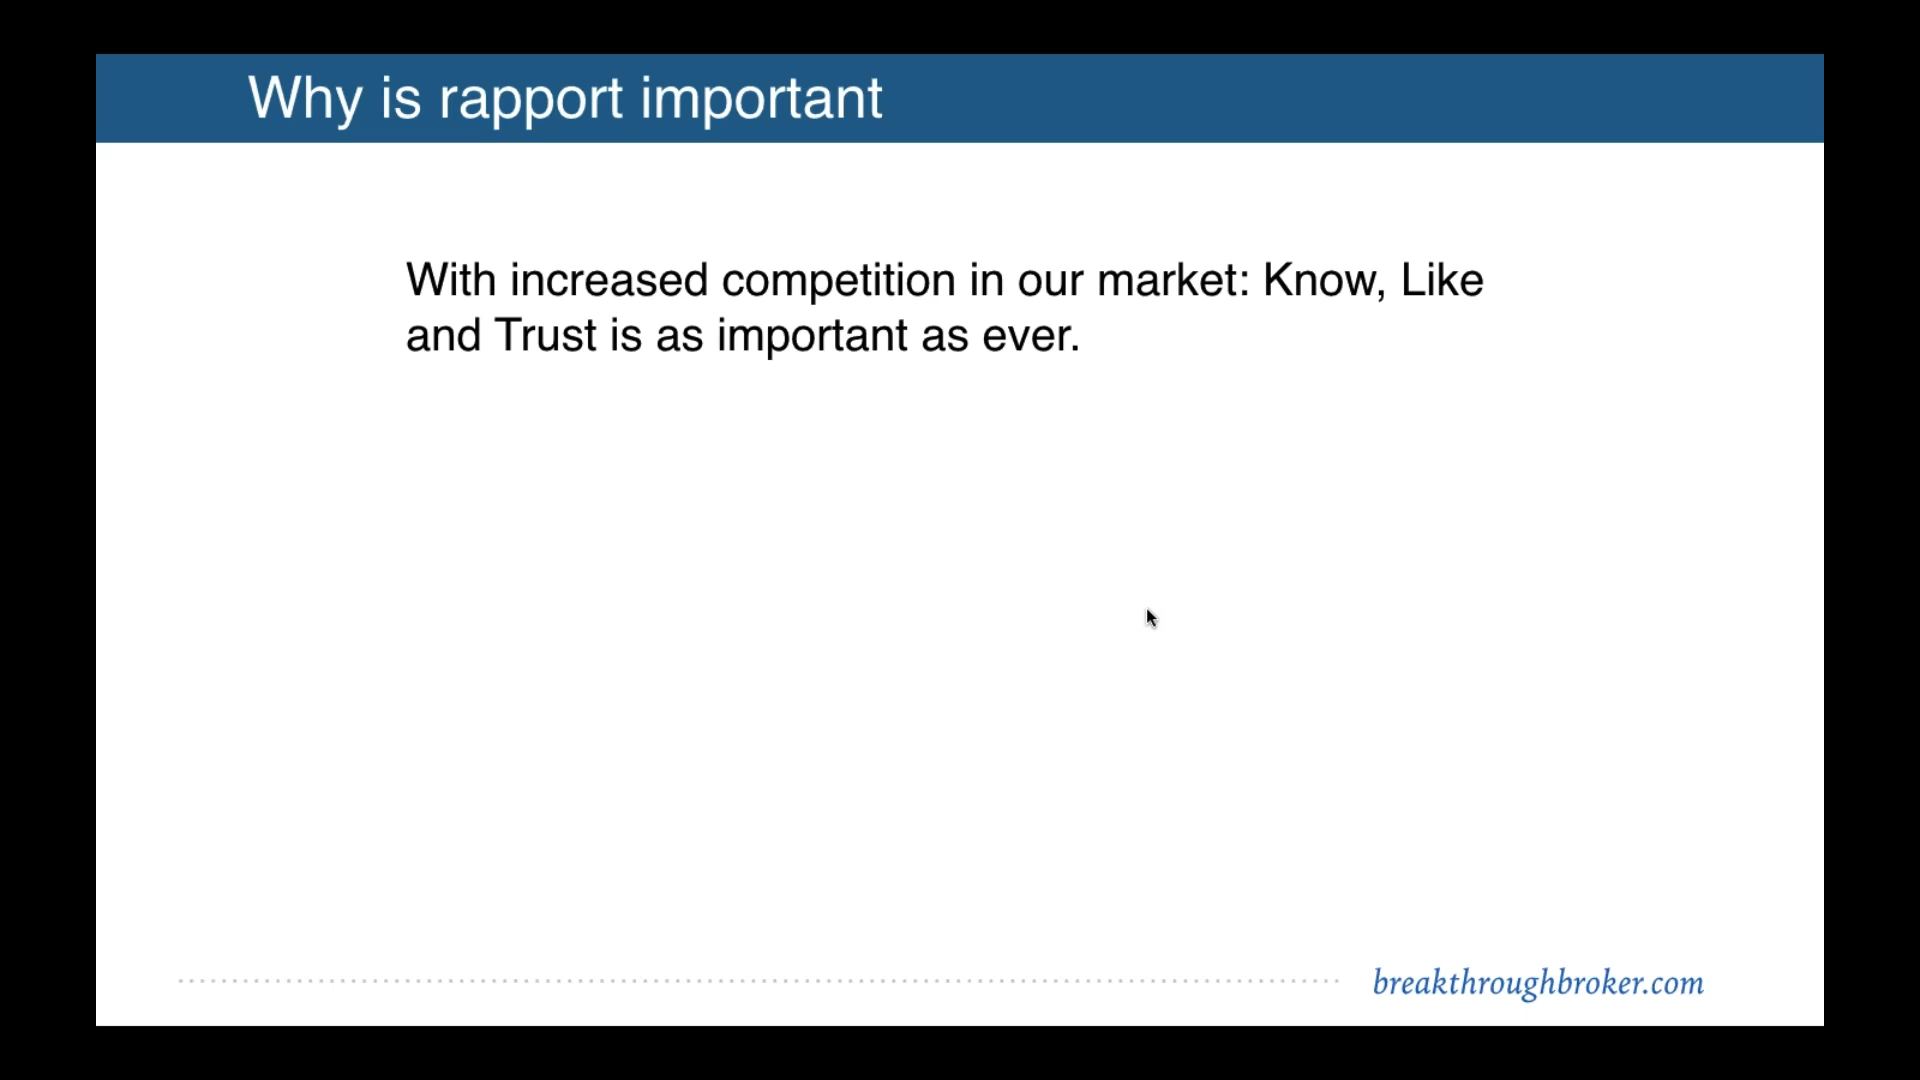 Why is rapport important
With increased competition in our market: Know, Like
and Trust is as important as ever.
breakthroughbroker.com